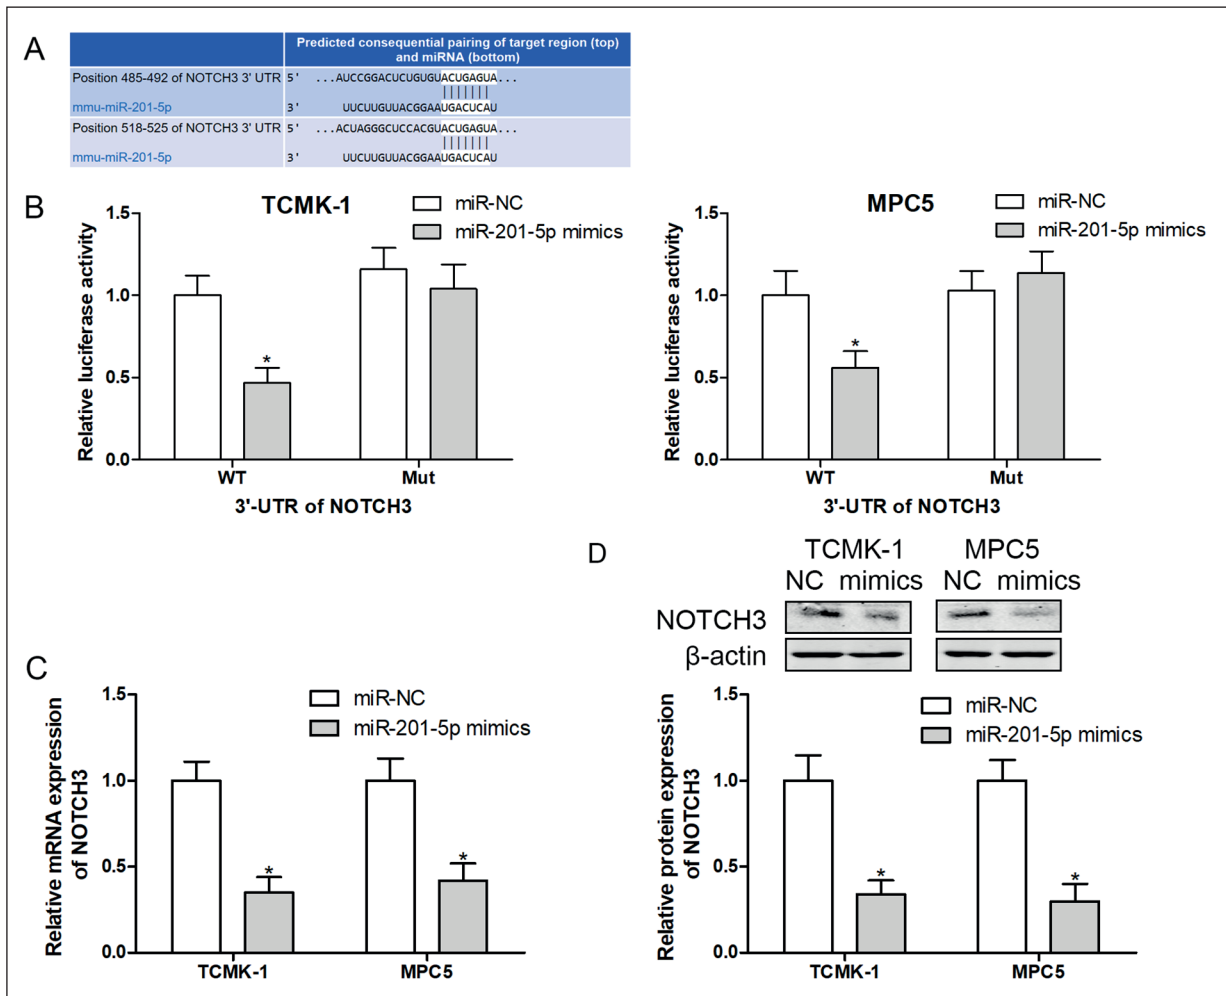 A
Predicted consequential pairing of target region (top)
and miRNA (bottom)
Position 485-492 of NOTCH3 3' UTR 5' ...AUCCGGACUCUGUGUACUGAGUA...
|||||||
mmu-miR-201-5p 3' UUCUUGUUACGGAAUGACUCAU
Position 518-525 of NOTCH3 3' UTR 5' ...ACUAGGGCUCCACGUACUGAGUA...
|||||||
mmu-miR-201-5p 3' UUCUUGUUACGGAAUGACUCAU
B
TCMK-1
miR-NC
miR-201-5p mimics
Relative luciferase activity
1.5
1.0
0.5
0.0
*
WT Mut
3'-UTR of NOTCH3
MPC5
miR-NC
miR-201-5p mimics
Relative luciferase activity
1.5
1.0
0.5
0.0
*
WT Mut
3'-UTR of NOTCH3
C
miR-NC
miR-201-5p mimics
Relative mRNA expression
of NOTCH3
1.5
1.0
0.5
0.0
* *
TCMK-1 MPC5
D
TCMK-1 MPC5
NC mimics NC mimics
NOTCH3
β-actin
miR-NC
miR-201-5p mimics
Relative protein expression
of NOTCH3
1.5
1.0
0.5
0.0
* *
TCMK-1 MPC5